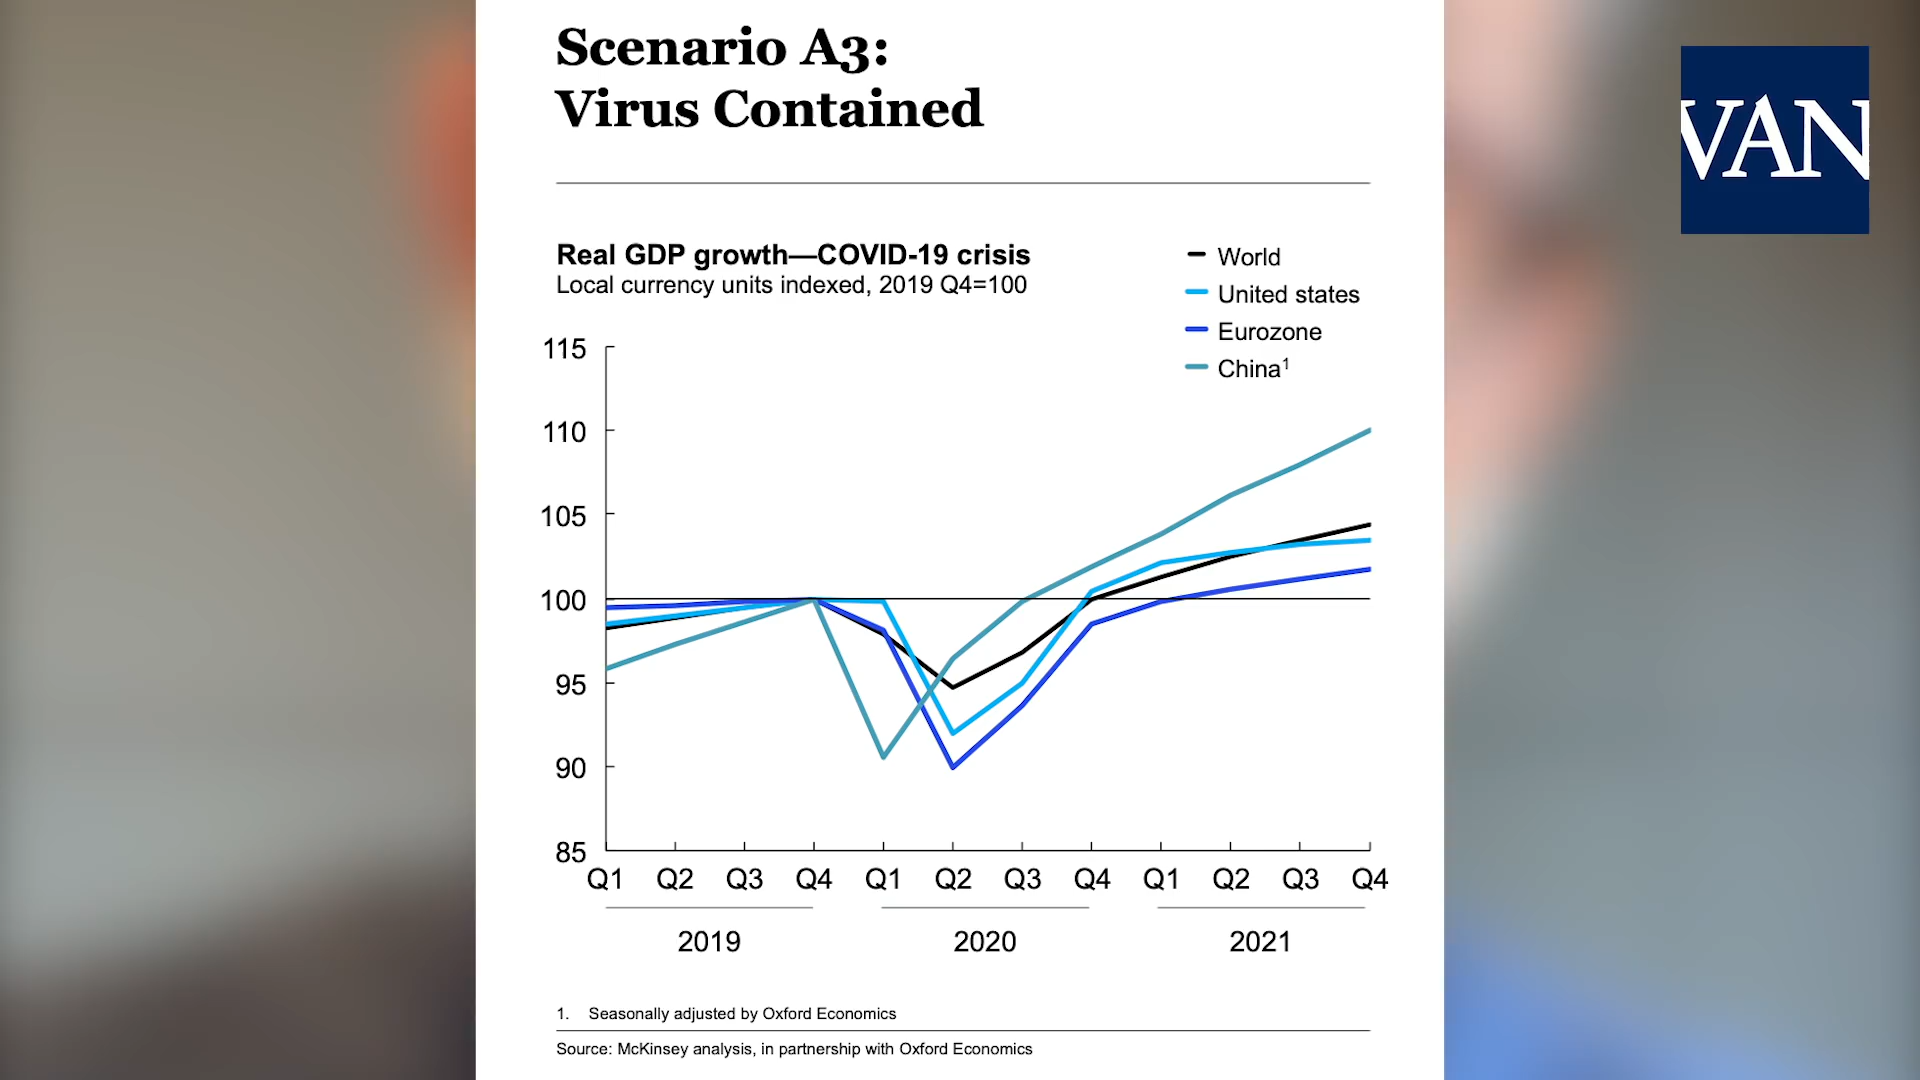 Scenario A3:
Virus Contained
VAN
Real GDP growth—COVID-19 crisis
Local currency units indexed, 2019 Q4=100
World
United states
Eurozone
China¹
115
110
105
100
95
90
85
Q1 Q2 Q3 Q4 Q1 Q2 Q3 Q4 Q1 Q2 Q3 Q4
2019 2020 2021
1. Seasonally adjusted by Oxford Economics
Source: McKinsey analysis, in partnership with Oxford Economics